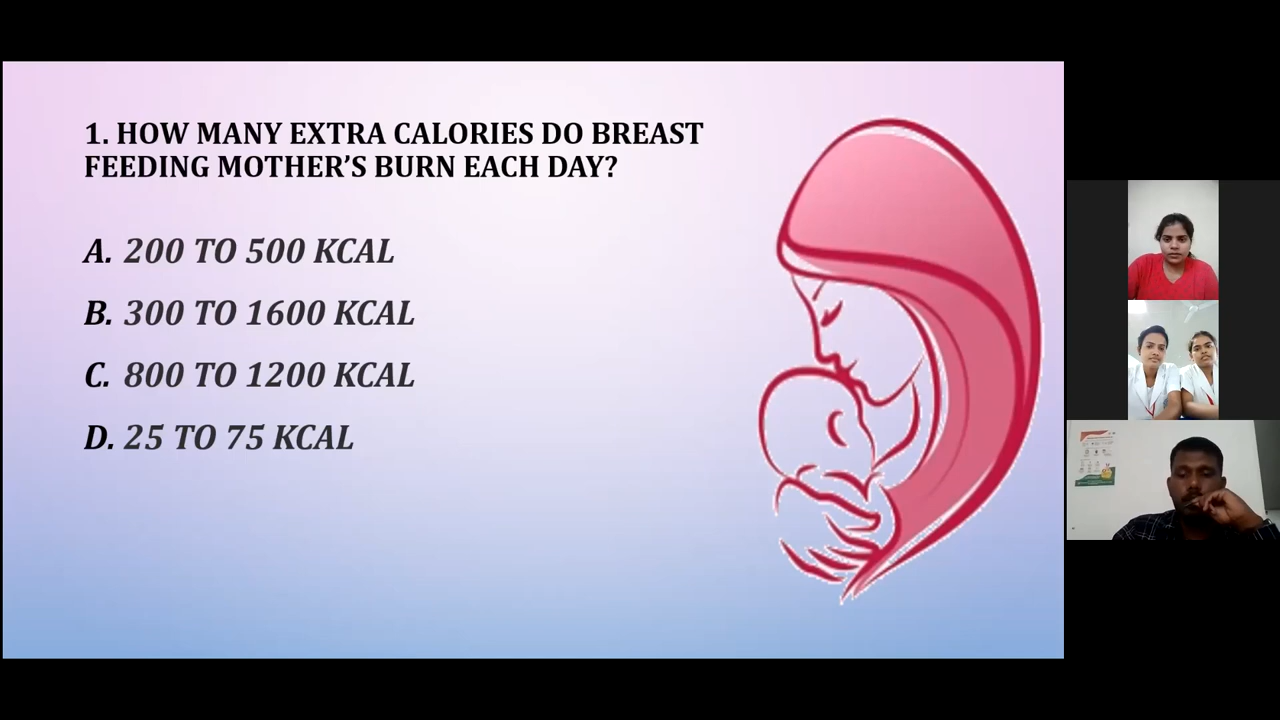 1. HOW MANY EXTRA CALORIES DO BREAST
FEEDING MOTHER’S BURN EACH DAY?
A. 200 TO 500 KCAL
B. 300 TO 1600 KCAL
C. 800 TO 1200 KCAL
D. 25 TO 75 KCAL